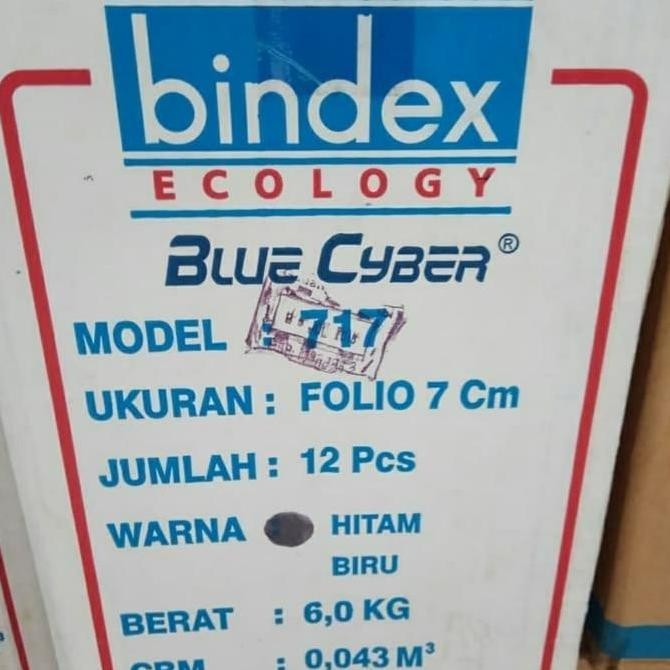 bindex
ECOLOGY
BLUE CYBER®
MODEL : 717
UKURAN : FOLIO 7 Cm
JUMLAH : 12 Pcs
WARNA HITAM
BIRU
BERAT : 6,0 KG
CBM : 0,043 M³